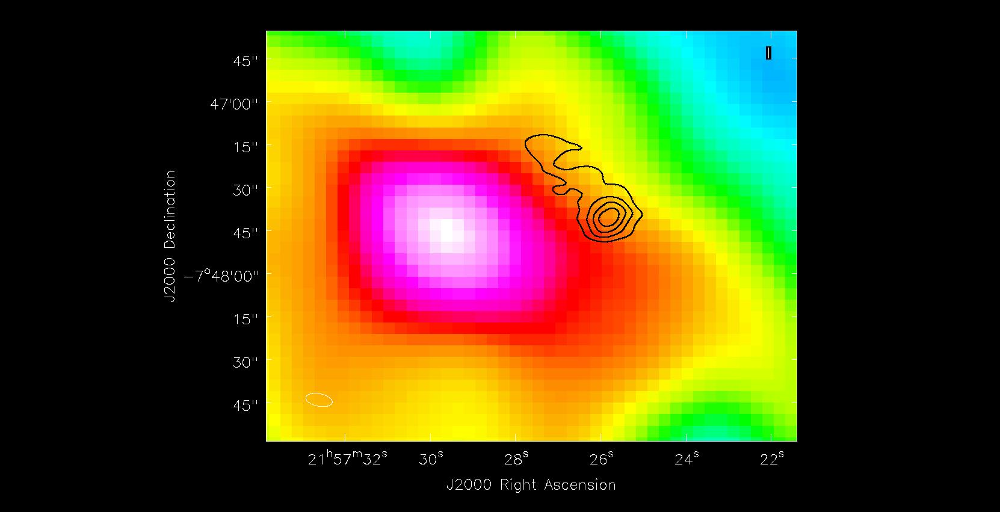 I
45"
47'00"
15"
30"
45"
−7°48'00"
15"
30"
45"
J2000 Declination
21ʰ57ᵐ32ˢ 30ˢ 28ˢ 26ˢ 24ˢ 22ˢ
J2000 Right Ascension